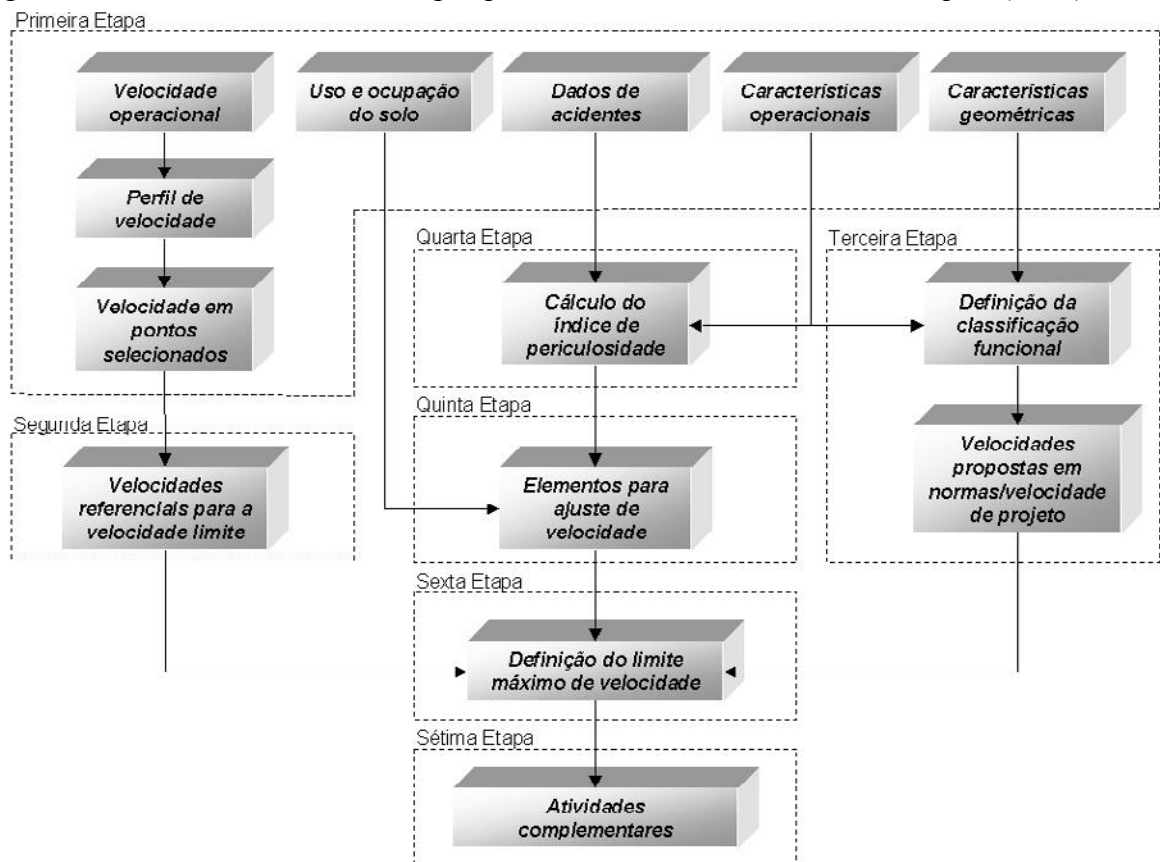 Primeira Etapa
Velocidade
operacional
Uso e ocupação
do solo
Dados de
acidentes
Características
operacionais
Características
geométricas
Perfil de
velocidade
Velocidade em
pontos
selecionados
Quarta Etapa
Cálculo do
índice de
periculosidade
Terceira Etapa
Definição da
classificação
funcional
Velocidades
propostas em
normas/velocidade
de projeto
Segunda Etapa
Velocidades
referenciais para a
velocidade limite
Quinta Etapa
Elementos para
ajuste de
velocidade
Sexta Etapa
Definição do limite
máximo de velocidade
Sétima Etapa
Atividades
complementares